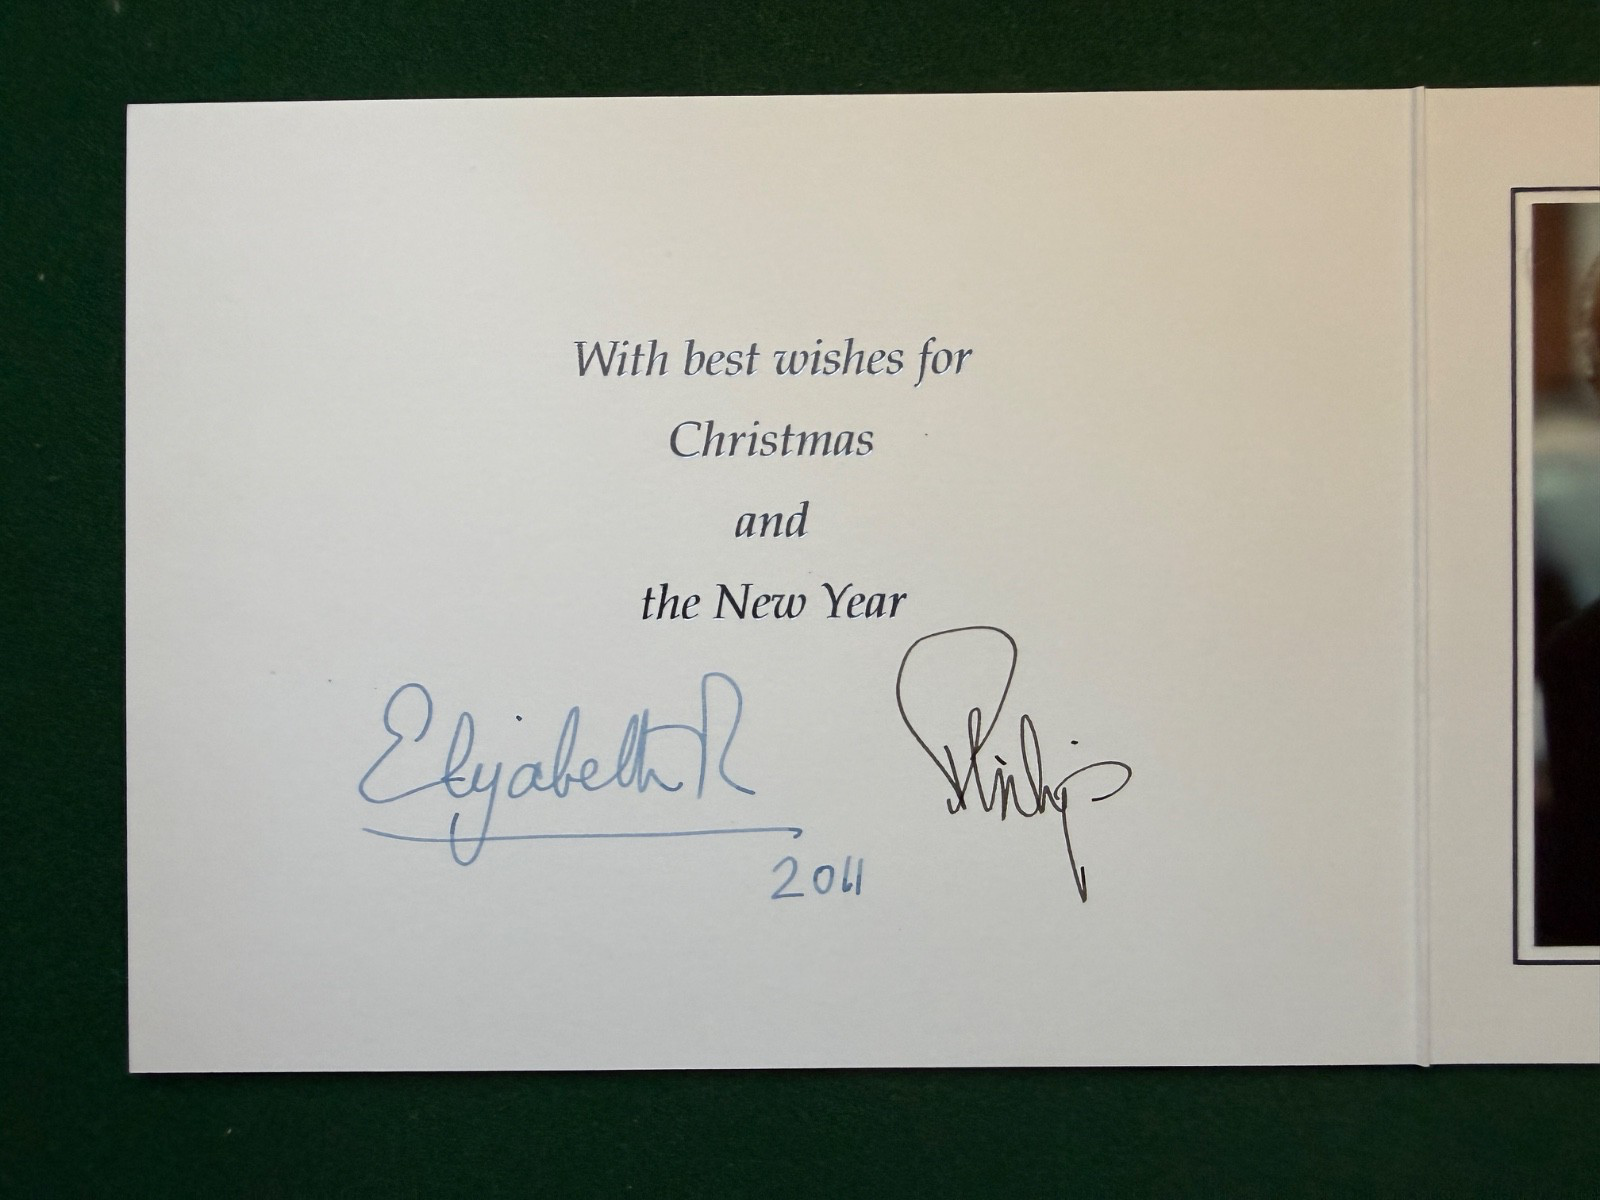 With best wishes for
Christmas
and
the New Year
Elizabeth R Philip
2011